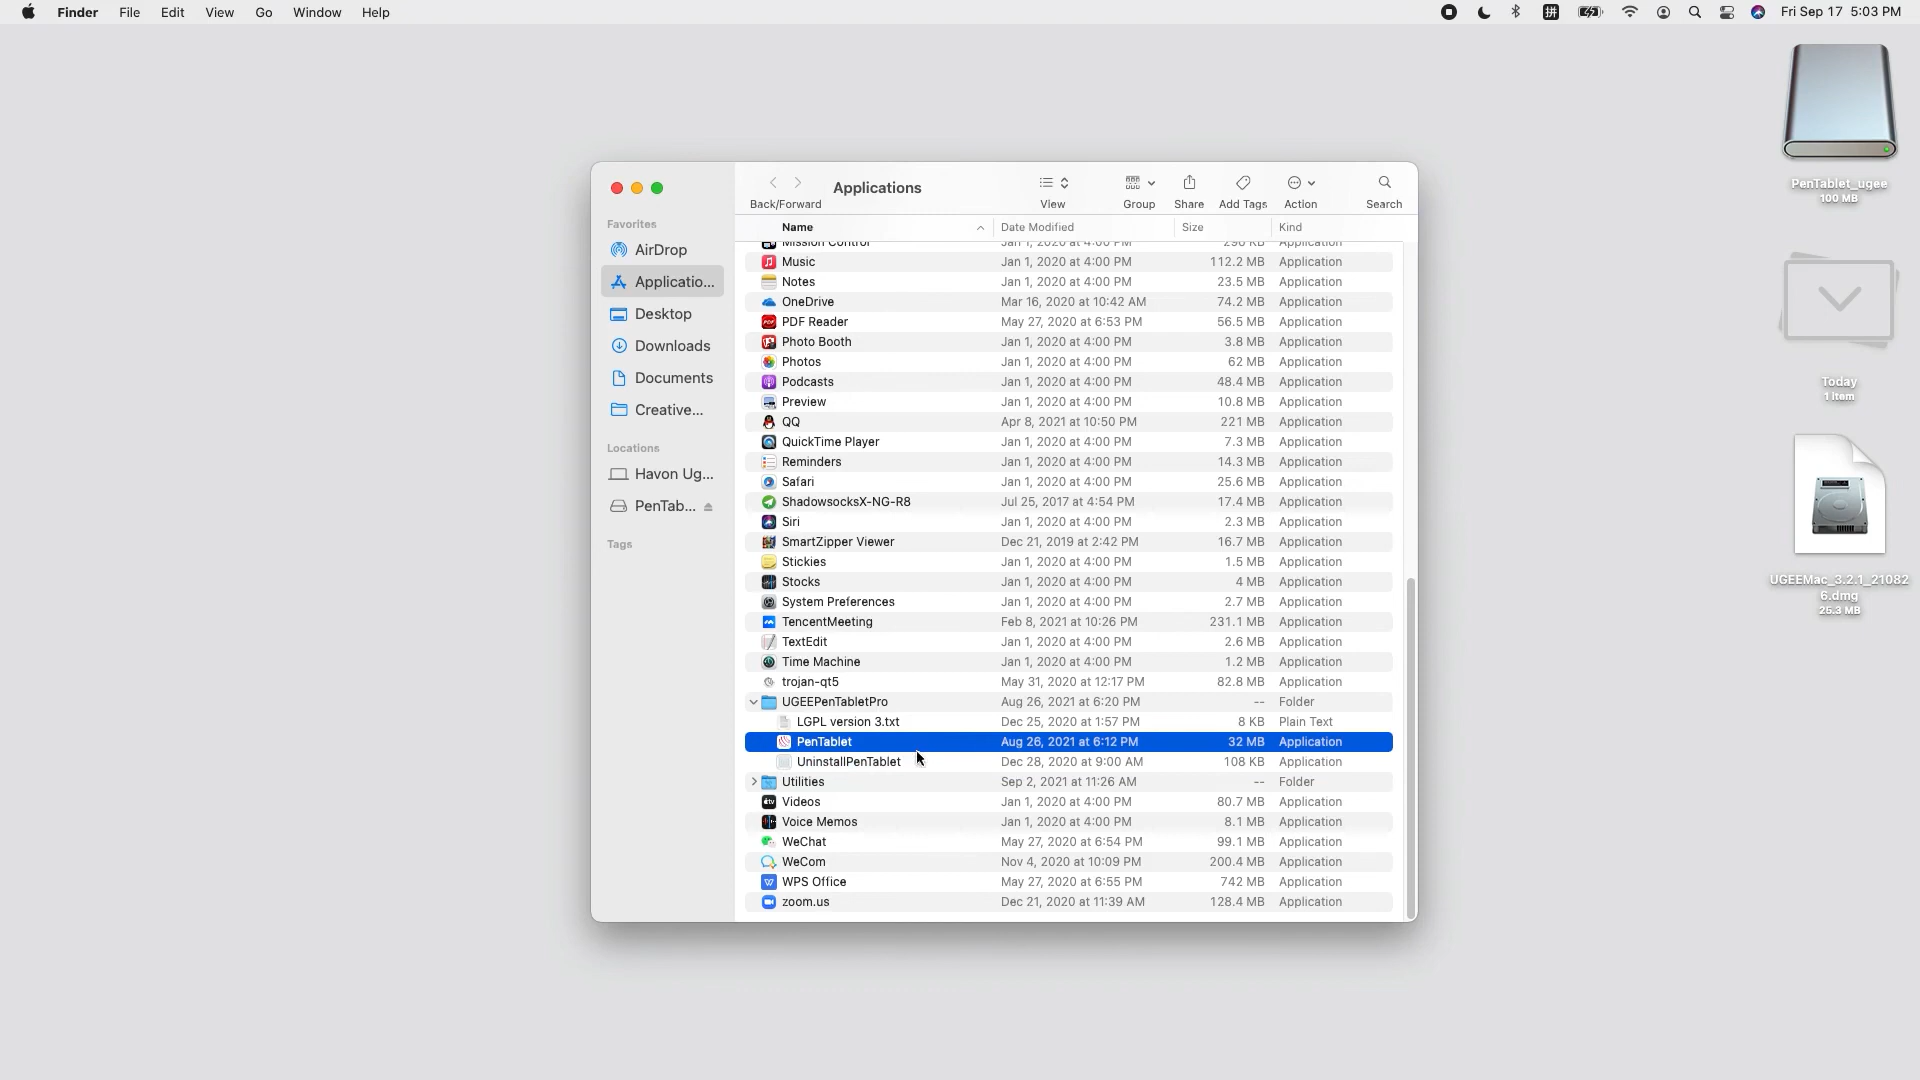 Finder File Edit View Go Window Help Fri Sep 17 5:03 PM
Applications
Back/Forward View Group Share Add Tags Action Search
Favorites
AirDrop
Applicatio...
Desktop
Downloads
Documents
Creative...
Locations
Havon Ug...
PenTab...
Tags
Name Date Modified Size Kind
Mission Control Jan 1, 2020 at 4:00 PM 290 KB Application
Music Jan 1, 2020 at 4:00 PM 112.2 MB Application
Notes Jan 1, 2020 at 4:00 PM 23.5 MB Application
OneDrive Mar 16, 2020 at 10:42 AM 74.2 MB Application
PDF Reader May 27, 2020 at 6:53 PM 56.5 MB Application
Photo Booth Jan 1, 2020 at 4:00 PM 3.8 MB Application
Photos Jan 1, 2020 at 4:00 PM 62 MB Application
Podcasts Jan 1, 2020 at 4:00 PM 48.4 MB Application
Preview Jan 1, 2020 at 4:00 PM 10.8 MB Application
QQ Apr 8, 2021 at 10:50 PM 221 MB Application
QuickTime Player Jan 1, 2020 at 4:00 PM 7.3 MB Application
Reminders Jan 1, 2020 at 4:00 PM 14.3 MB Application
Safari Jan 1, 2020 at 4:00 PM 25.6 MB Application
ShadowsocksX-NG-R8 Jul 25, 2017 at 4:54 PM 17.4 MB Application
Siri Jan 1, 2020 at 4:00 PM 2.3 MB Application
SmartZipper Viewer Dec 21, 2019 at 2:42 PM 16.7 MB Application
Stickies Jan 1, 2020 at 4:00 PM 1.5 MB Application
Stocks Jan 1, 2020 at 4:00 PM 4 MB Application
System Preferences Jan 1, 2020 at 4:00 PM 2.7 MB Application
TencentMeeting Feb 8, 2021 at 10:26 PM 231.1 MB Application
TextEdit Jan 1, 2020 at 4:00 PM 2.6 MB Application
Time Machine Jan 1, 2020 at 4:00 PM 1.2 MB Application
trojan-qt5 May 31, 2020 at 12:17 PM 82.8 MB Application
UGEEPenTabletPro Aug 26, 2021 at 6:20 PM -- Folder
LGPL version 3.txt Dec 25, 2020 at 1:57 PM 8 KB Plain Text
PenTablet Aug 26, 2021 at 6:12 PM 32 MB Application
UninstallPenTablet Dec 28, 2020 at 9:00 AM 108 KB Application
Utilities Sep 2, 2021 at 11:26 AM -- Folder
Videos Jan 1, 2020 at 4:00 PM 80.7 MB Application
Voice Memos Jan 1, 2020 at 4:00 PM 8.1 MB Application
WeChat May 27, 2020 at 6:54 PM 99.1 MB Application
WeCom Nov 4, 2020 at 10:09 PM 200.4 MB Application
WPS Office May 27, 2020 at 6:55 PM 742 MB Application
zoom.us Dec 21, 2020 at 11:39 AM 128.4 MB Application
PenTablet_ugee
100 MB
Today
1 item
UGEEMac_3.2.1_21082
6.dmg
25.3 MB